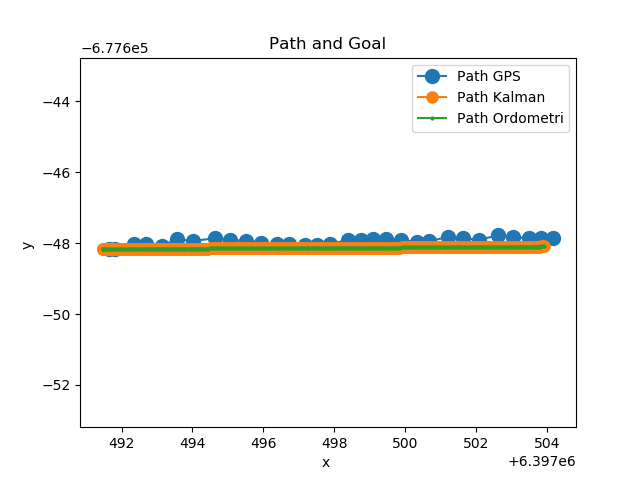 Path and Goal
−6.776e5
Path GPS
Path Kalman
Path Ordometri
−44
−46
−48
−50
−52
y
492
494
496
498
500
502
504
x
+6.397e6